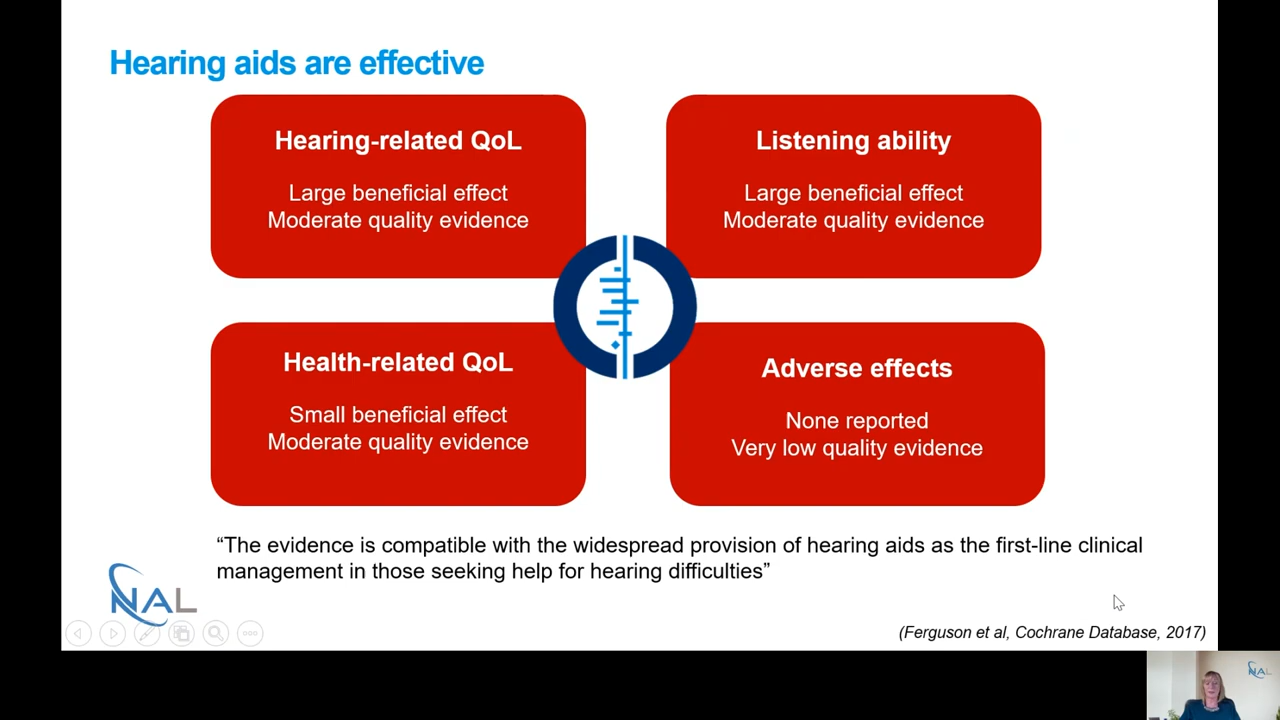 Hearing aids are effective
Hearing-related QoL
Large beneficial effect
Moderate quality evidence
Listening ability
Large beneficial effect
Moderate quality evidence
Health-related QoL
Small beneficial effect
Moderate quality evidence
Adverse effects
None reported
Very low quality evidence
“The evidence is compatible with the widespread provision of hearing aids as the first-line clinical
management in those seeking help for hearing difficulties”
NAL
(Ferguson et al, Cochrane Database, 2017)
NAL